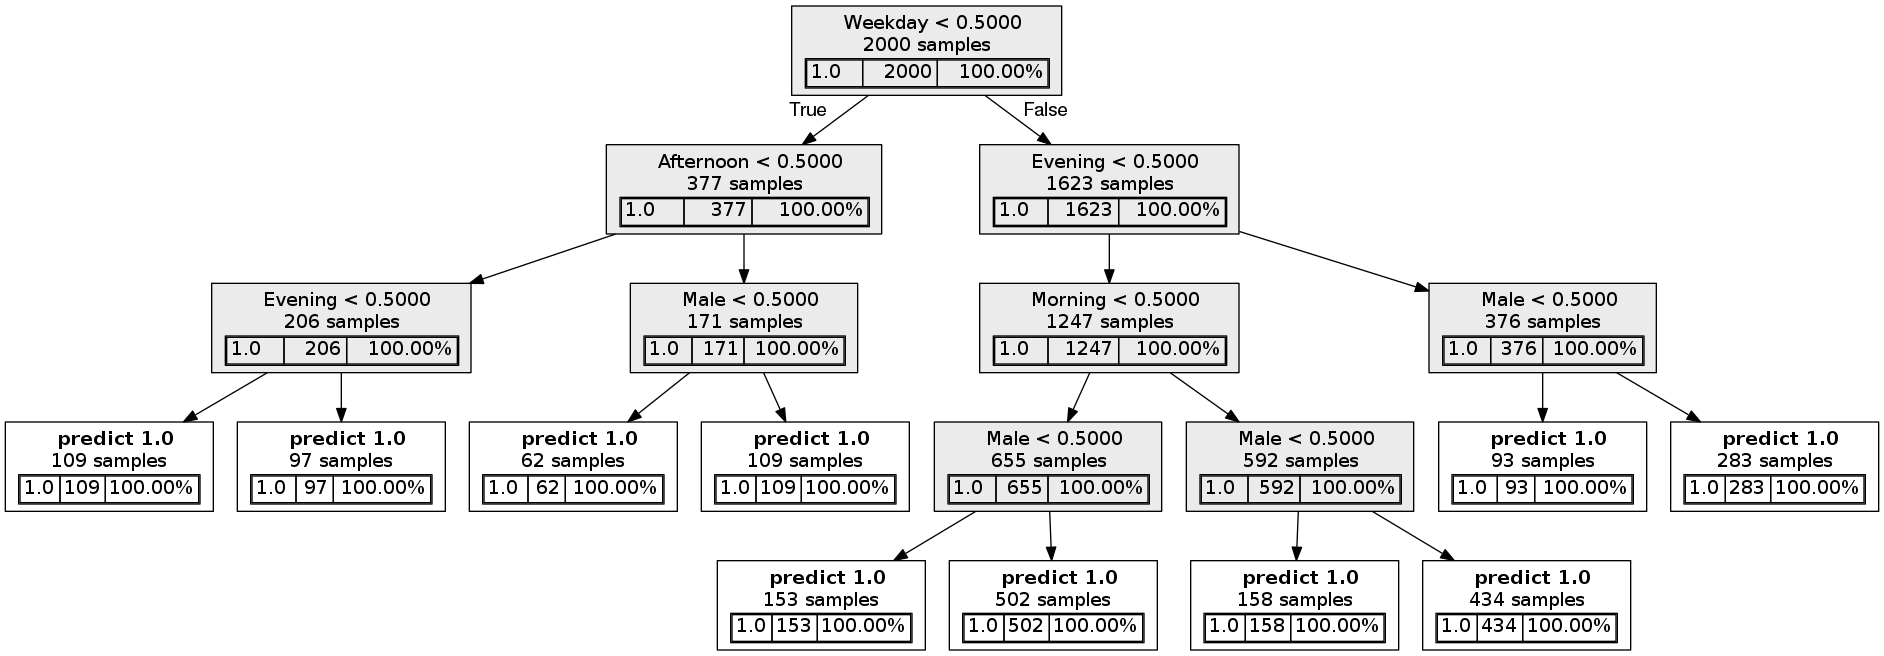 Weekday < 0.5000
2000 samples
1.0 2000 100.00%
True
False
Afternoon < 0.5000
377 samples
1.0 377 100.00%
Evening < 0.5000
1623 samples
1.0 1623 100.00%
Evening < 0.5000
206 samples
1.0 206 100.00%
Male < 0.5000
171 samples
1.0 171 100.00%
Morning < 0.5000
1247 samples
1.0 1247 100.00%
Male < 0.5000
376 samples
1.0 376 100.00%
predict 1.0
109 samples
1.0 109 100.00%
predict 1.0
97 samples
1.0 97 100.00%
predict 1.0
62 samples
1.0 62 100.00%
predict 1.0
109 samples
1.0 109 100.00%
Male < 0.5000
655 samples
1.0 655 100.00%
Male < 0.5000
592 samples
1.0 592 100.00%
predict 1.0
93 samples
1.0 93 100.00%
predict 1.0
283 samples
1.0 283 100.00%
predict 1.0
153 samples
1.0 153 100.00%
predict 1.0
502 samples
1.0 502 100.00%
predict 1.0
158 samples
1.0 158 100.00%
predict 1.0
434 samples
1.0 434 100.00%